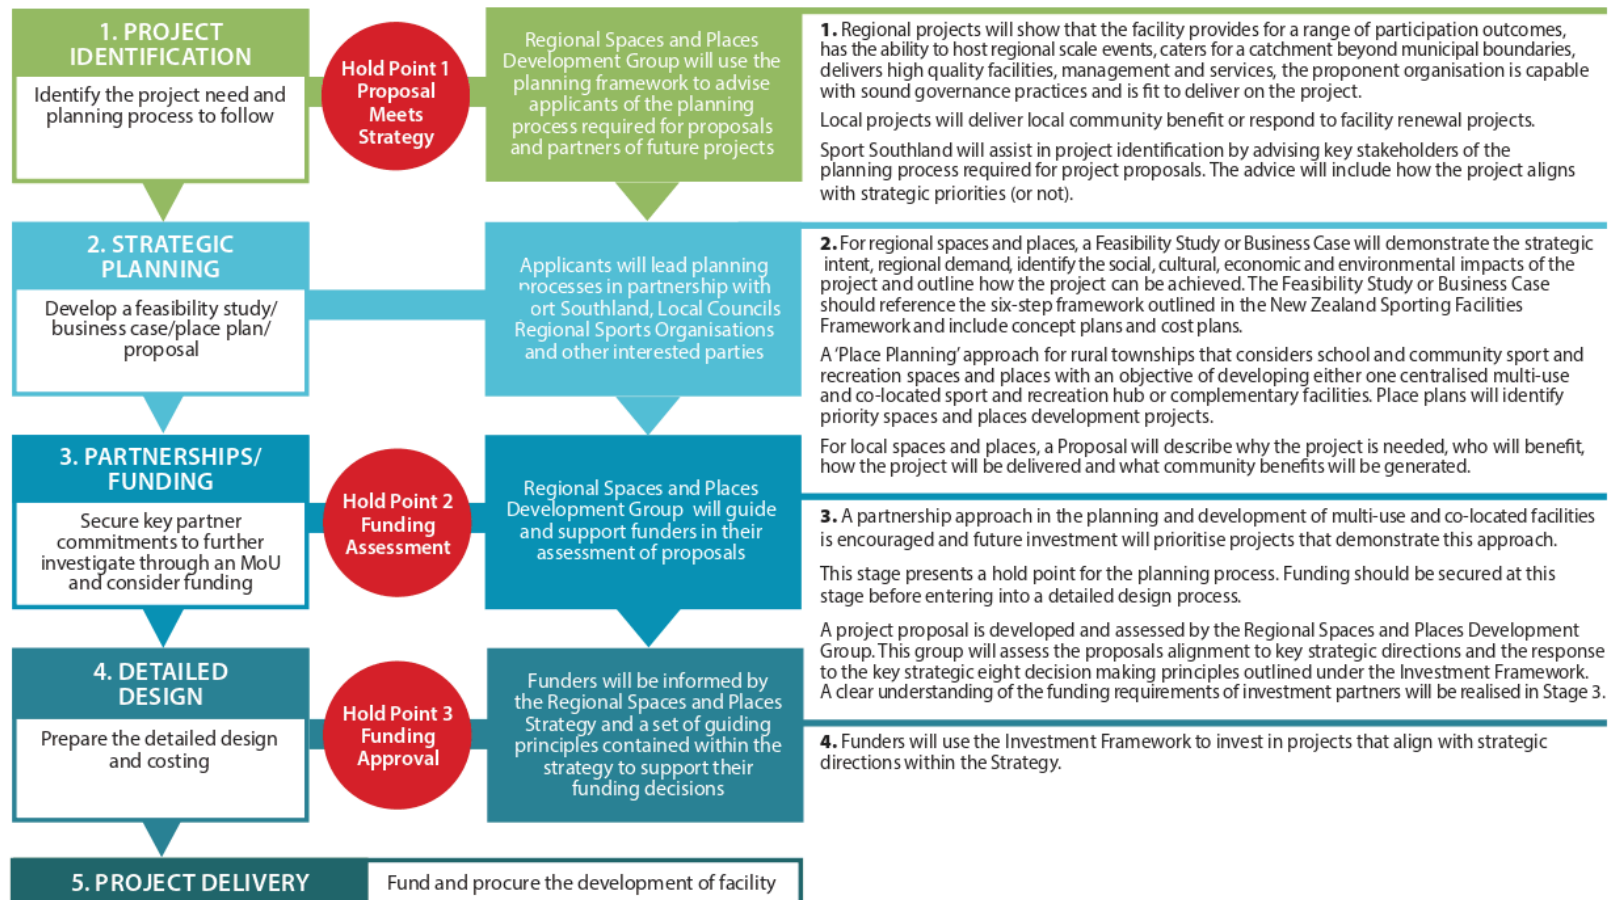 1. PROJECT
IDENTIFICATION
Identify the project need and
planning process to follow
Hold Point 1
Proposal
Meets
Strategy
Regional Spaces and Places
Development Group will use the
planning framework to advise
applicants of the planning
process required for proposals
and partners of future projects
1. Regional projects will show that the facility provides for a range of participation outcomes,
has the ability to host regional scale events, caters for a catchment beyond municipal boundaries,
delivers high quality facilities, management and services, the proponent organisation is capable
with sound governance practices and is fit to deliver on the project.
Local projects will deliver local community benefit or respond to facility renewal projects.
Sport Southland will assist in project identification by advising key stakeholders of the
planning process required for project proposals. The advice will include how the project aligns
with strategic priorities (or not).
2. STRATEGIC
PLANNING
Develop a feasibility study/
business case/place plan/
proposal
Applicants will lead planning
processes in partnership with
ort Southland, Local Councils
Regional Sports Organisations
and other interested parties
2. For regional spaces and places, a Feasibility Study or Business Case will demonstrate the strategic
intent, regional demand, identify the social, cultural, economic and environmental impacts of the
project and outline how the project can be achieved. The Feasibility Study or Business Case
should reference the six-step framework outlined in the New Zealand Sporting Facilities
Framework and include concept plans and cost plans.
A ‘Place Planning’ approach for rural townships that considers school and community sport and
recreation spaces and places with an objective of developing either one centralised multi-use
and co-located sport and recreation hub or complementary facilities. Place plans will identify
priority spaces and places development projects.
For local spaces and places, a Proposal will describe why the project is needed, who will benefit,
how the project will be delivered and what community benefits will be generated.
3. PARTNERSHIPS/
FUNDING
Secure key partner
commitments to further
investigate through an MoU
and consider funding
Hold Point 2
Funding
Assessment
Regional Spaces and Places
Development Group will guide
and support funders in their
assessment of proposals
3. A partnership approach in the planning and development of multi-use and co-located facilities
is encouraged and future investment will prioritise projects that demonstrate this approach.
This stage presents a hold point for the planning process. Funding should be secured at this
stage before entering into a detailed design process.
A project proposal is developed and assessed by the Regional Spaces and Places Development
Group. This group will assess the proposals alignment to key strategic directions and the response
to the key strategic eight decision making principles outlined under the Investment Framework.
A clear understanding of the funding requirements of investment partners will be realised in Stage 3.
4. DETAILED
DESIGN
Prepare the detailed design
and costing
Hold Point 3
Funding
Approval
Funders will be informed by
the Regional Spaces and Places
Strategy and a set of guiding
principles contained within the
strategy to support their
funding decisions
4. Funders will use the Investment Framework to invest in projects that align with strategic
directions within the Strategy.
5. PROJECT DELIVERY
Fund and procure the development of facility